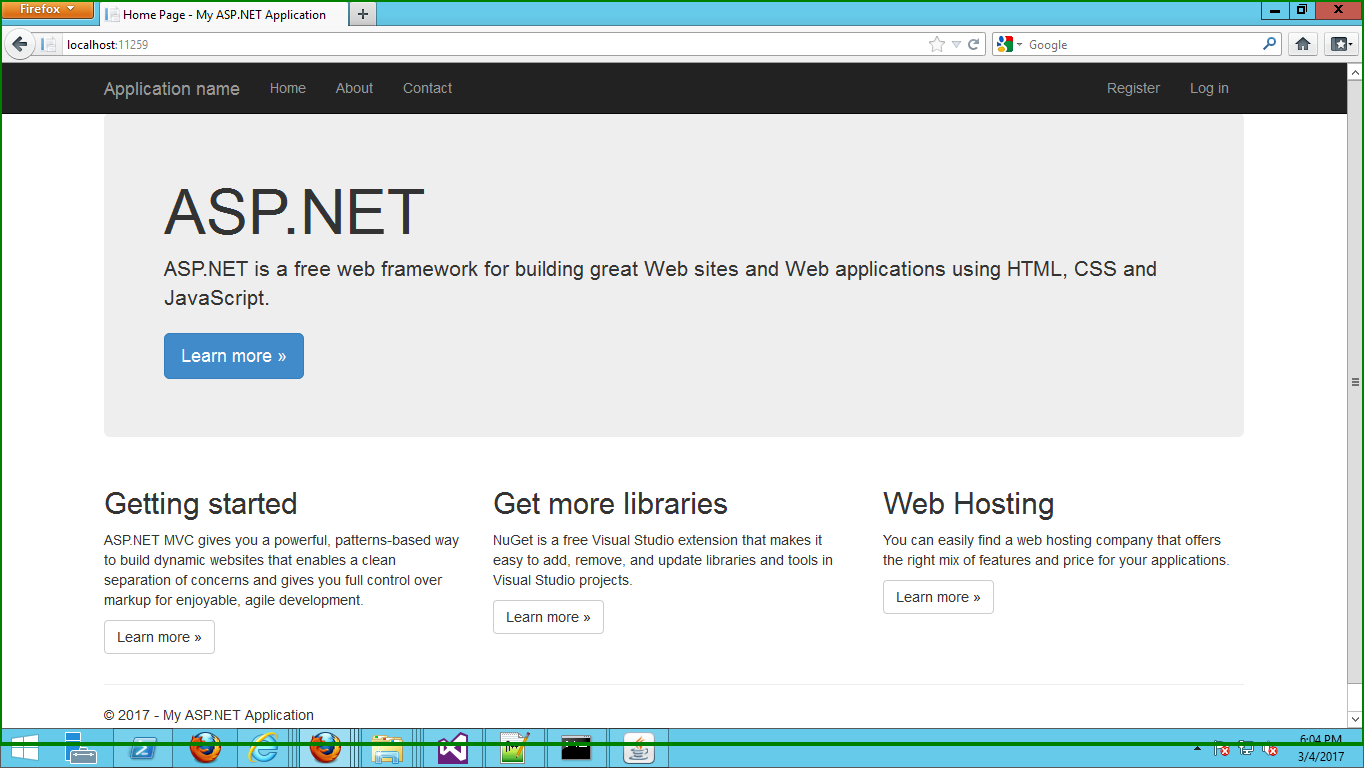 Firefox
Home Page - My ASP.NET Application
localhost:11259
Google
Application name
Home
About
Contact
Register
Log in
ASP.NET
ASP.NET is a free web framework for building great Web sites and Web applications using HTML, CSS and
JavaScript.
Learn more »
Getting started
ASP.NET MVC gives you a powerful, patterns-based way
to build dynamic websites that enables a clean
separation of concerns and gives you full control over
markup for enjoyable, agile development.
Learn more »
Get more libraries
NuGet is a free Visual Studio extension that makes it
easy to add, remove, and update libraries and tools in
Visual Studio projects.
Learn more »
Web Hosting
You can easily find a web hosting company that offers
the right mix of features and price for your applications.
Learn more »
© 2017 - My ASP.NET Application
6:04 PM
3/4/2017